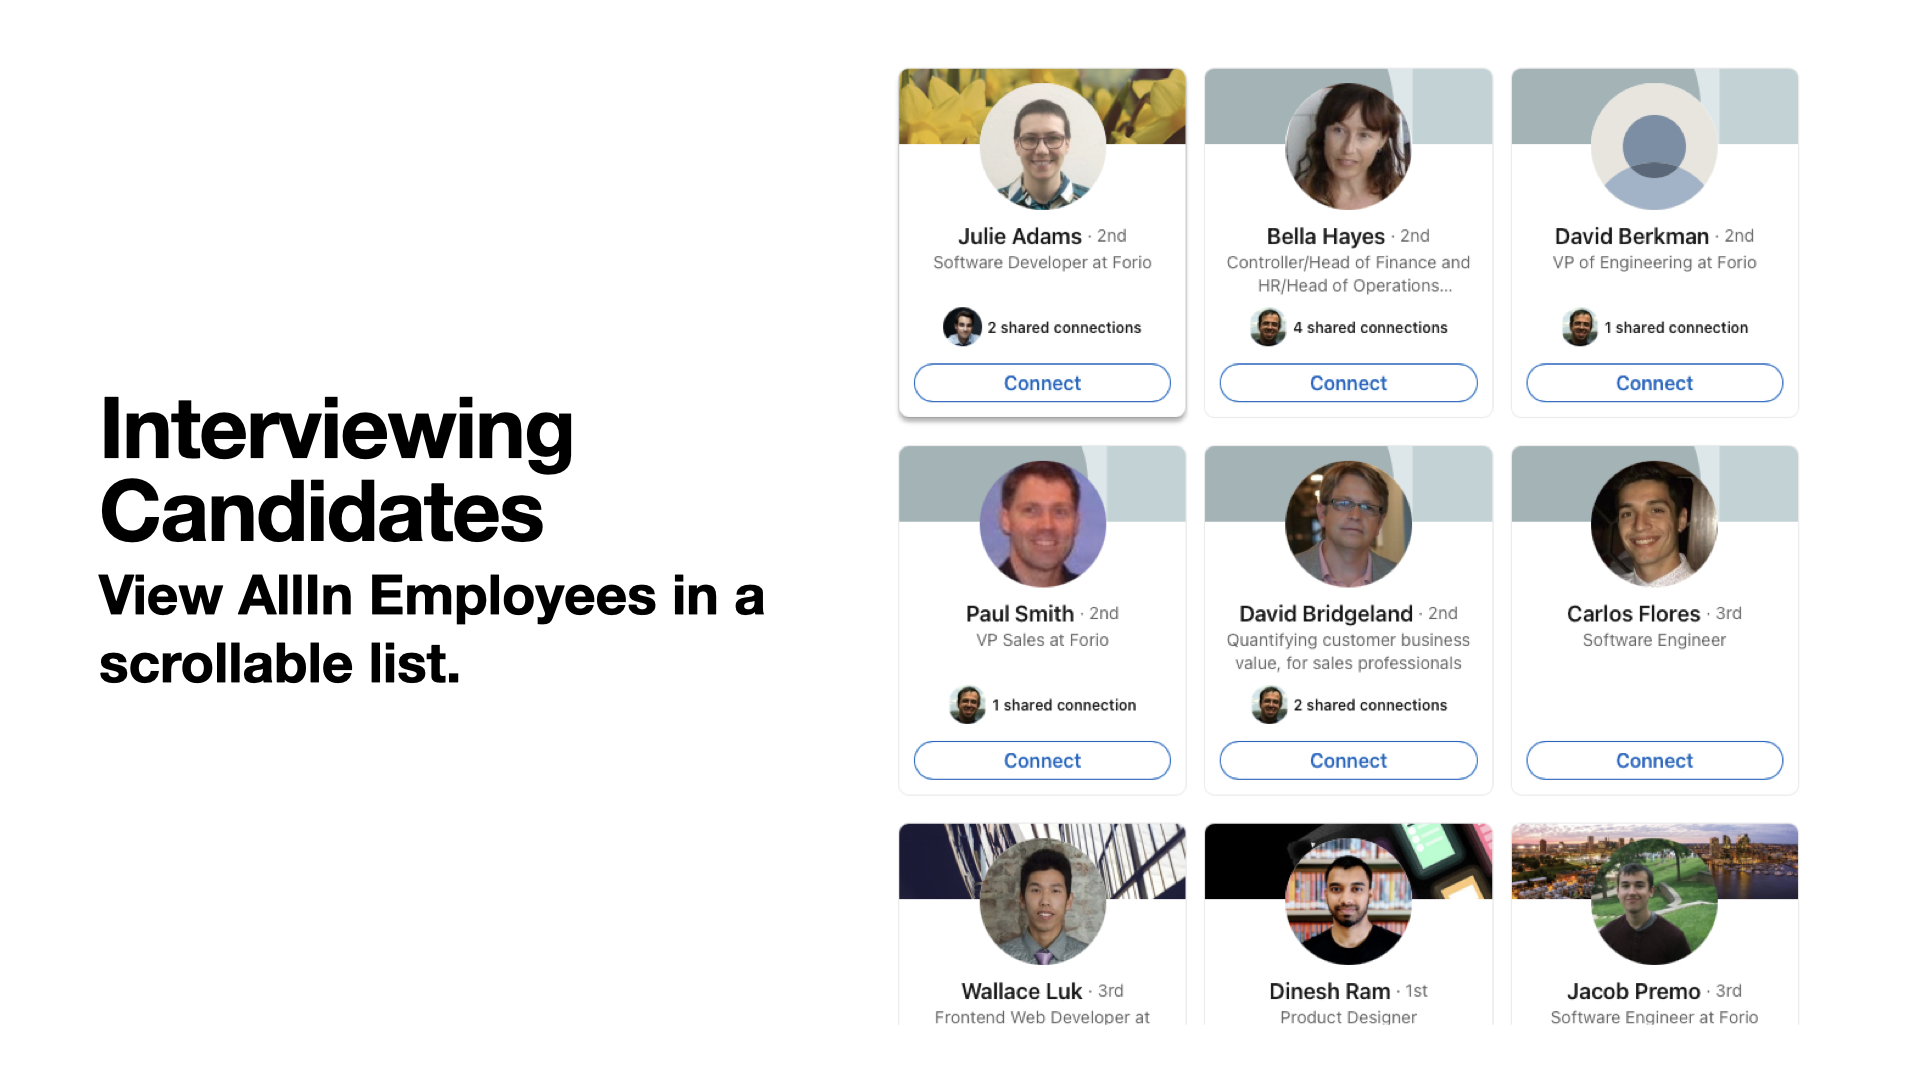 Interviewing
Candidates
View AllIn Employees in a
scrollable list.
Julie Adams · 2nd
Software Developer at Forio
2 shared connections
Connect
Bella Hayes · 2nd
Controller/Head of Finance and
HR/Head of Operations...
4 shared connections
Connect
David Berkman · 2nd
VP of Engineering at Forio
1 shared connection
Connect
Paul Smith · 2nd
VP Sales at Forio
1 shared connection
Connect
David Bridgeland · 2nd
Quantifying customer business
value, for sales professionals
2 shared connections
Connect
Carlos Flores · 3rd
Software Engineer
Connect
Wallace Luk · 3rd
Frontend Web Developer at
Dinesh Ram · 1st
Product Designer
Jacob Premo · 3rd
Software Engineer at Forio